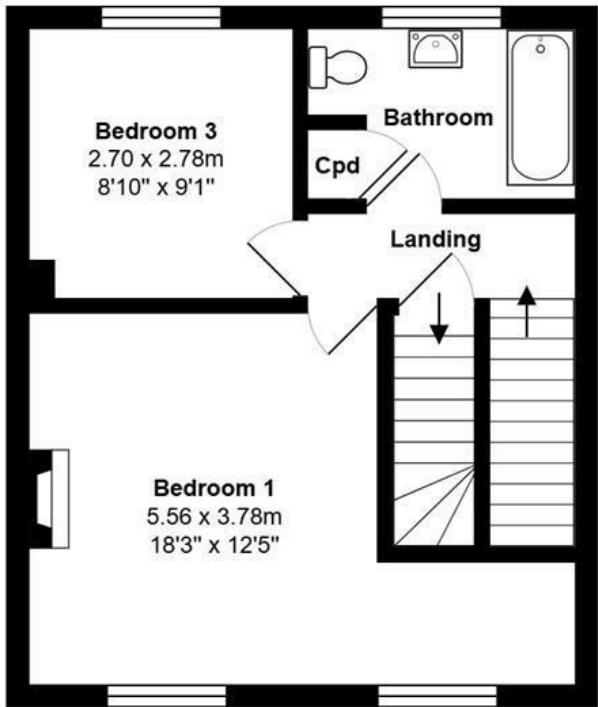 Bedroom 3
2.70 x 2.78m
8'10" x 9'1"
Bathroom
Cpd
Landing
Bedroom 1
5.56 x 3.78m
18'3" x 12'5"